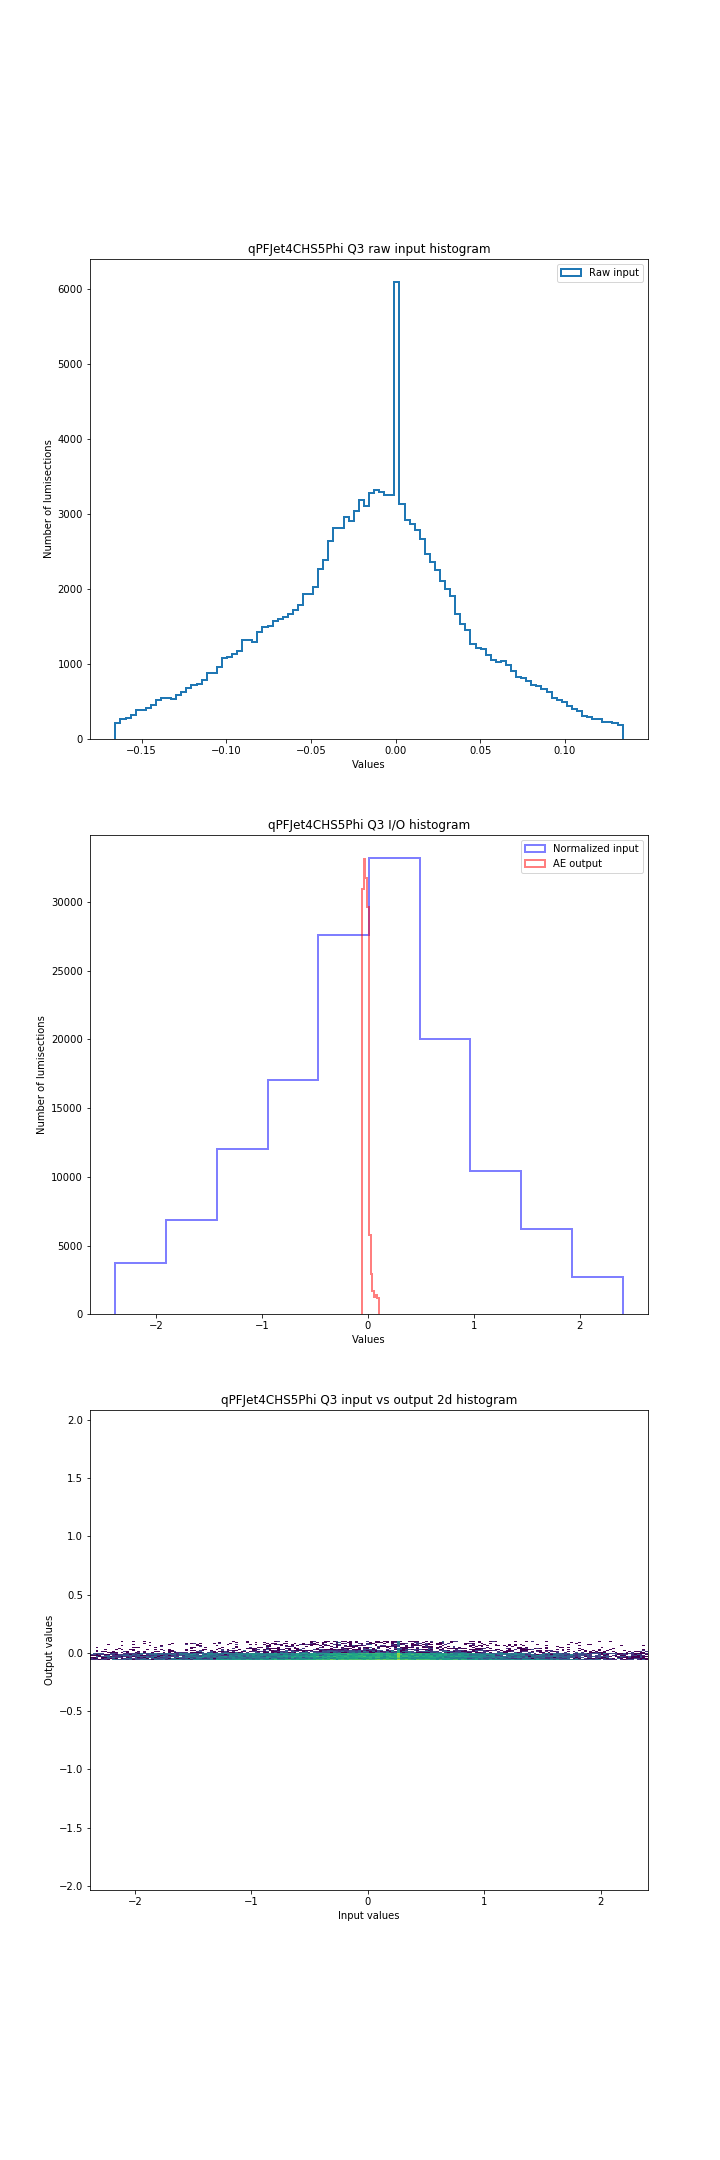 qPFJet4CHS5Phi Q3 raw input histogram
Raw input
6000
5000
4000
3000
2000
1000
0
Number of lumisections
−0.15 −0.10 −0.05 0.00 0.05 0.10
Values
qPFJet4CHS5Phi Q3 I/O histogram
Normalized input
AE output
30000
25000
20000
15000
10000
5000
0
Number of lumisections
−2 −1 0 1 2
Values
qPFJet4CHS5Phi Q3 input vs output 2d histogram
2.0
1.5
1.0
0.5
0.0
−0.5
−1.0
−1.5
−2.0
Output values
−2 −1 0 1 2
Input values